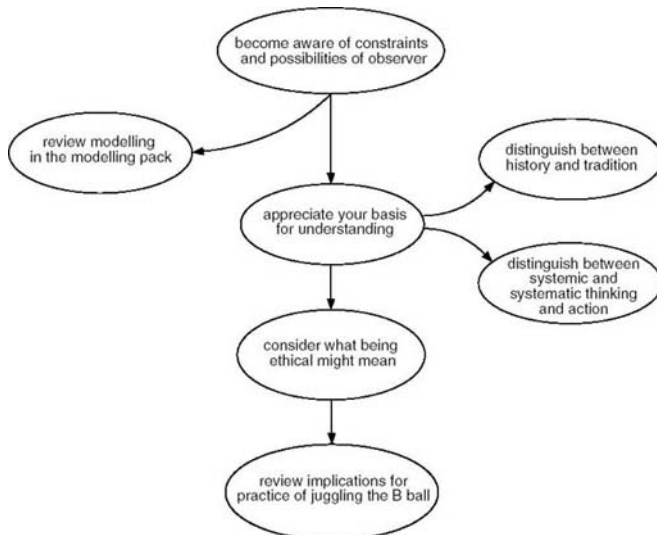 become aware of constraints
and possibilities of observer
review modelling
in the modelling pack
distinguish between
history and tradition
appreciate your basis
for understanding
distinguish between
systemic and
systematic thinking
and action
consider what being
ethical might mean
review implications for
practice of juggling the B ball